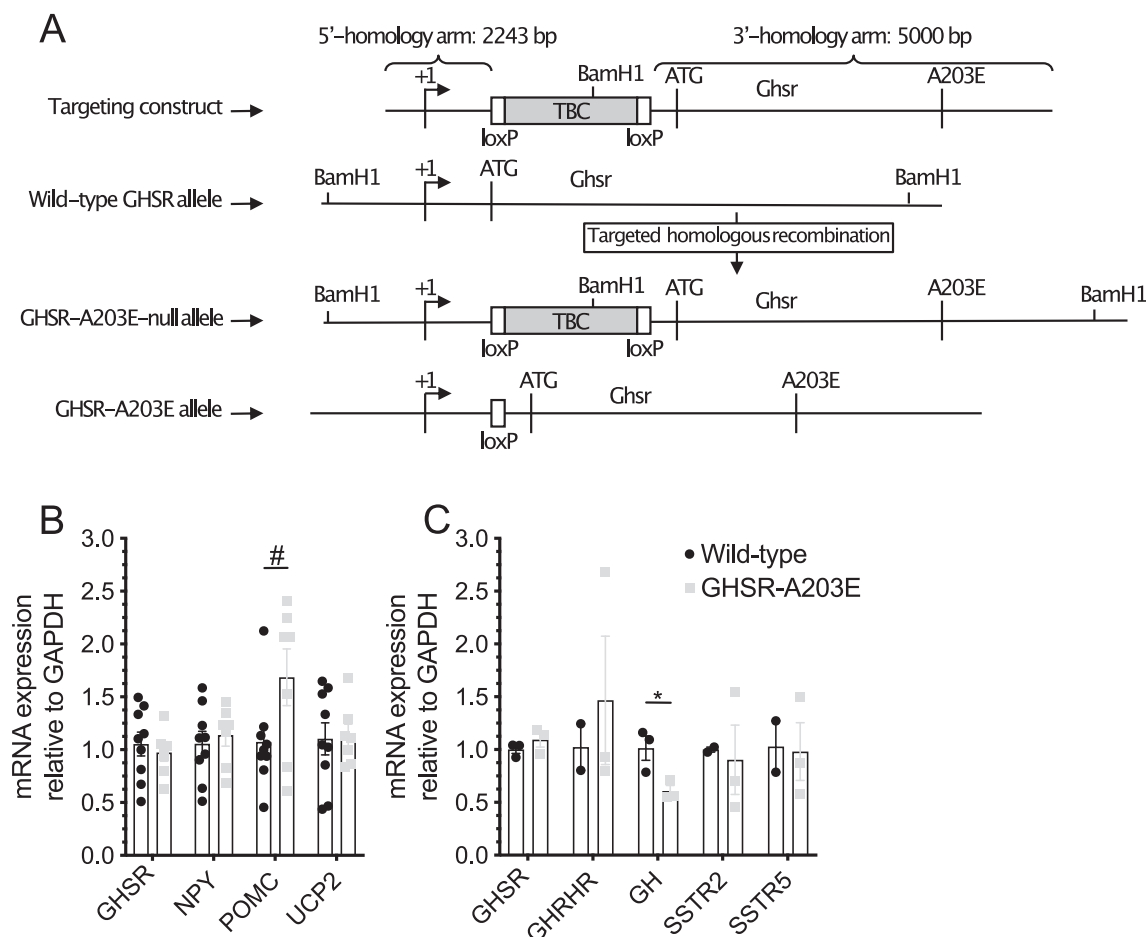 A
5'–homology arm: 2243 bp
3'–homology arm: 5000 bp
+1
BamH1
ATG
Ghsr
A203E
Targeting construct
TBC
loxP
loxP
BamH1
+1
ATG
Ghsr
BamH1
Wild–type GHSR allele
Targeted homologous recombination
BamH1
+1
BamH1
ATG
Ghsr
A203E
BamH1
GHSR–A203E–null allele
TBC
loxP
loxP
+1
ATG
Ghsr
A203E
GHSR–A203E allele
loxP
B
mRNA expression
relative to GAPDH
3.0
2.5
2.0
1.5
1.0
0.5
0.0
#
GHSR
NPY
POMC
UCP2
C
mRNA expression
relative to GAPDH
3.0
2.5
2.0
1.5
1.0
0.5
0.0
Wild-type
GHSR-A203E
*
GHSR
GHRHR
GH
SSTR2
SSTR5